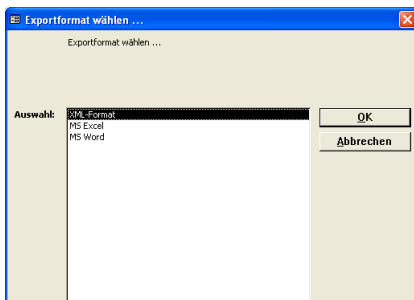 Exportformat wählen ...
Exportformat wählen ...
Auswahl:
XML-Format
MS Excel
MS Word
OK
Abbrechen